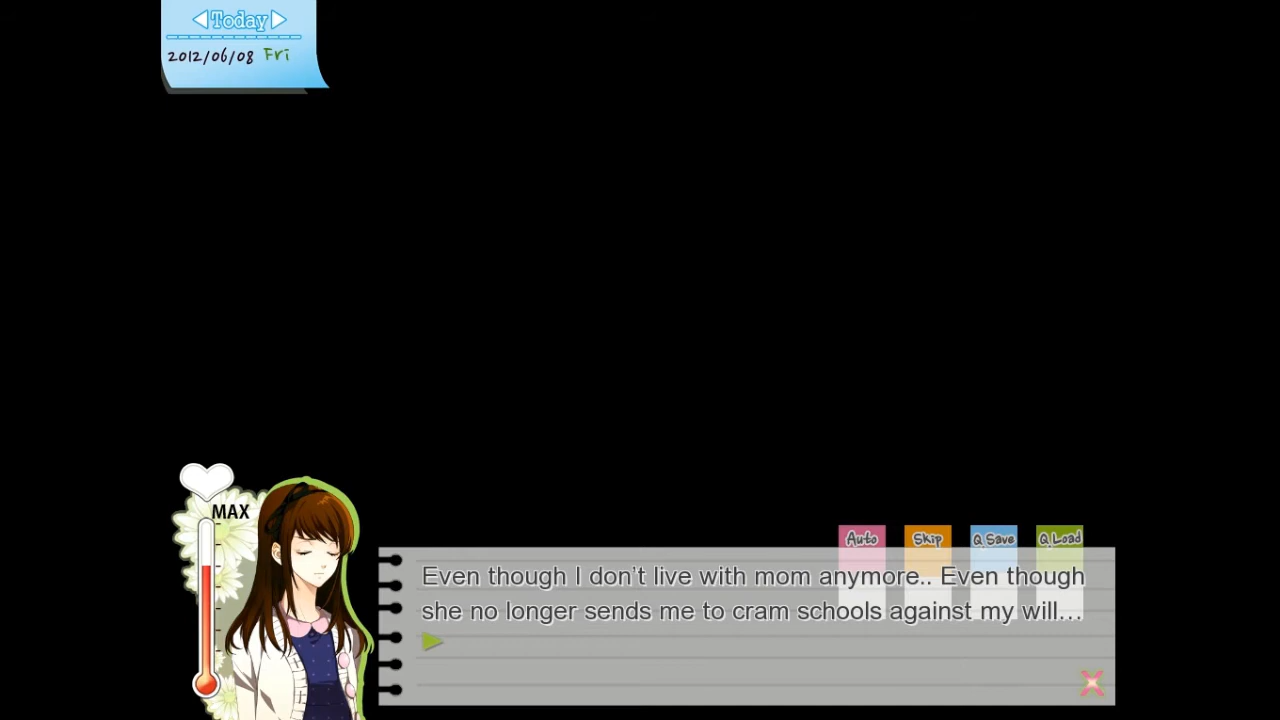 Today
2012/06/08 Fri
MAX
Auto Skip Q.Save Q.Load
Even though I don’t live with mom anymore.. Even though
she no longer sends me to cram schools against my will...